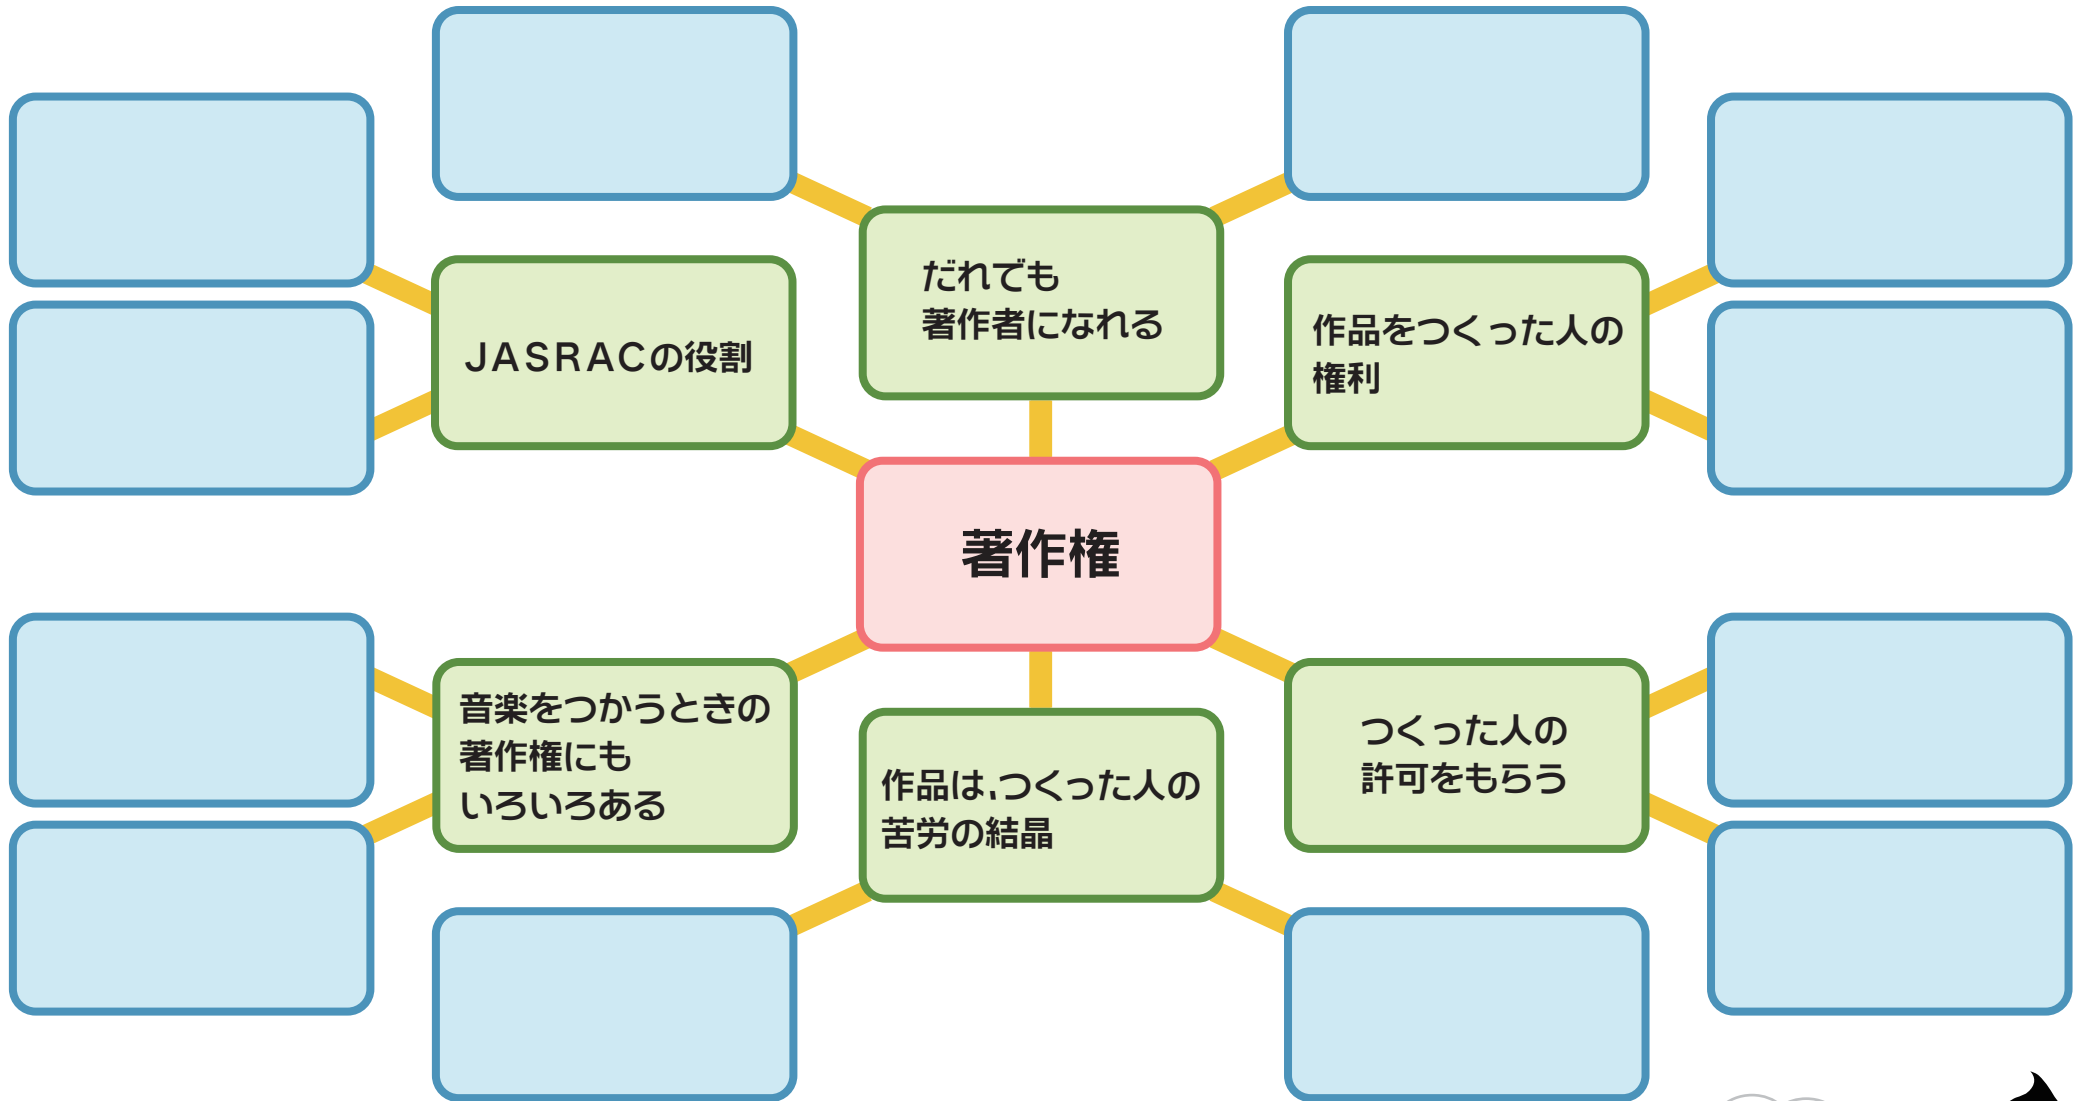 だれでも
著作者になれる
JASRACの役割
作品をつくった人の
権利
著作権
音楽をつかうときの
著作権にも
いろいろある
作品は、つくった人の
苦労の結晶
つくった人の
許可をもらう